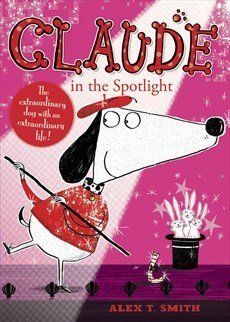 CLAUDE
in the Spotlight
The
extraordinary
dog with an
extraordinary
life!
ALEX T. SMITH